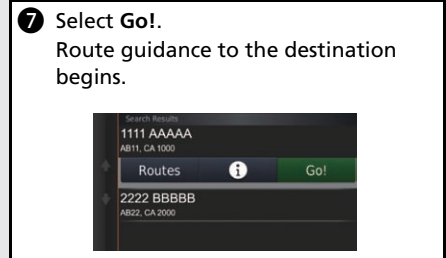 7 Select Go!.
Route guidance to the destination
begins.
Search Results
1111 AAAAA
AB11, CA 1000
Routes i Go!
2222 BBBBB
AB22, CA 2000